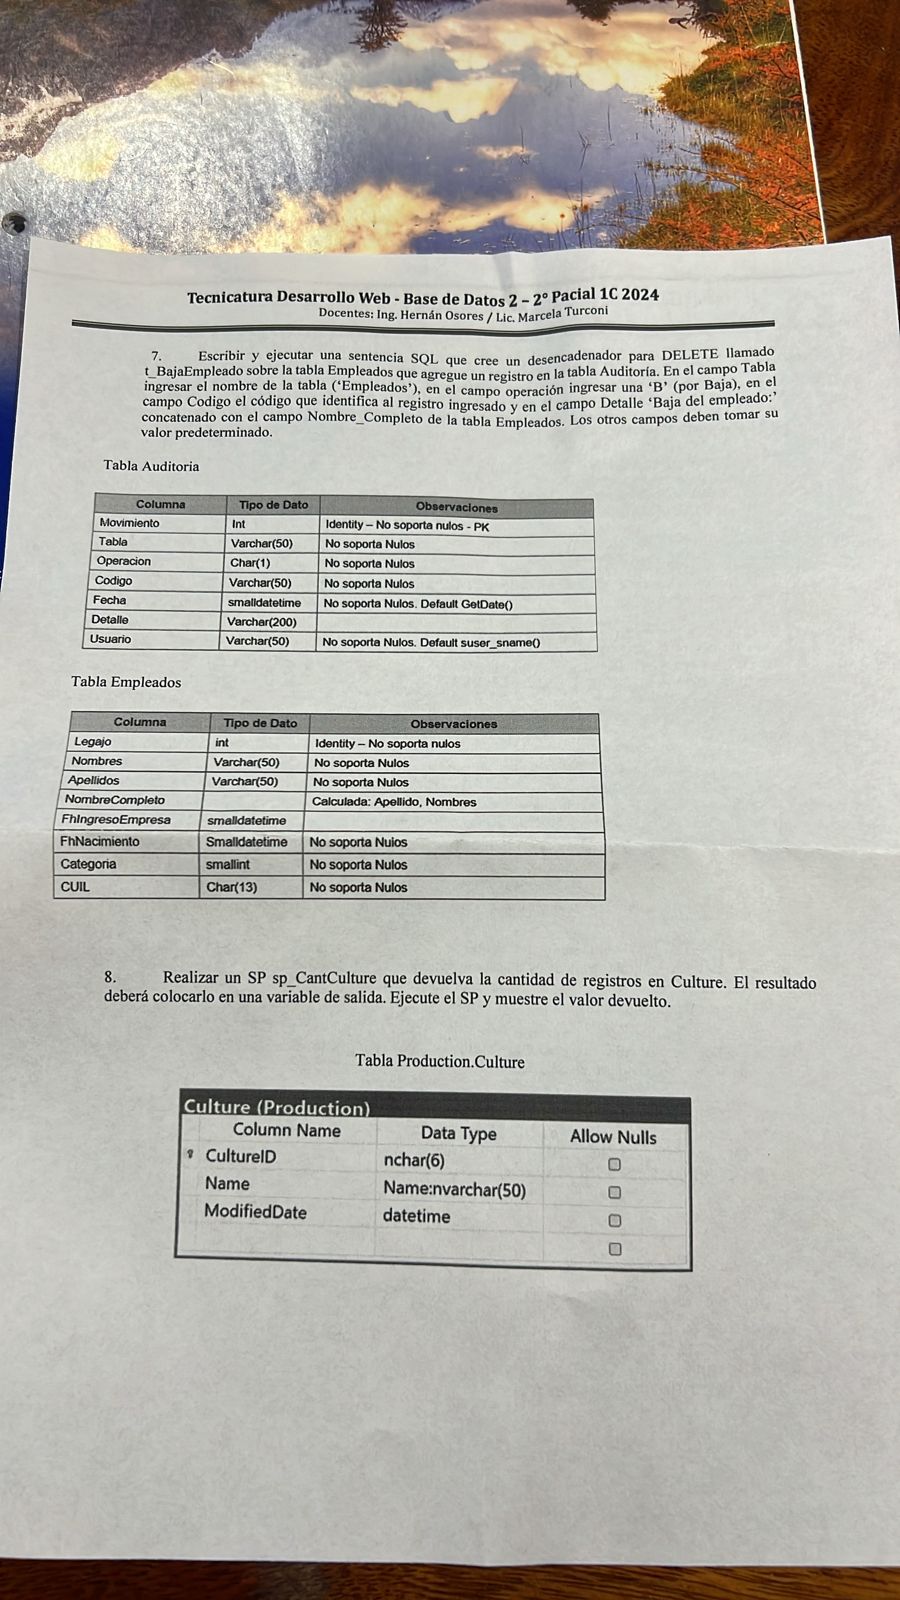 Tecnicatura Desarrollo Web - Base de Datos 2 – 2º Pacial 1C 2024
Docentes: Ing. Hernán Osores / Lic. Marcela Turconi
7. Escribir y ejecutar una sentencia SQL que cree un desencadenador para DELETE llamado
t_BajaEmpleado sobre la tabla Empleados que agregue un registro en la tabla Auditoría. En el campo Tabla
ingresar el nombre de la tabla (‘Empleados’), en el campo operación ingresar una ‘B’ (por Baja), en el
campo Codigo el código que identifica al registro ingresado y en el campo Detalle ‘Baja del empleado:’
concatenado con el campo Nombre_Completo de la tabla Empleados. Los otros campos deben tomar su
valor predeterminado.
Tabla Auditoria
Columna Tipo de Dato Observaciones
Movimiento Int Identity – No soporta nulos - PK
Tabla Varchar(50) No soporta Nulos
Operacion Char(1) No soporta Nulos
Codigo Varchar(50) No soporta Nulos
Fecha smalldatetime No soporta Nulos. Default GetDate()
Detalle Varchar(200)
Usuario Varchar(50) No soporta Nulos. Default suser_sname()
Tabla Empleados
Columna Tipo de Dato Observaciones
Legajo int Identity – No soporta nulos
Nombres Varchar(50) No soporta Nulos
Apellidos Varchar(50) No soporta Nulos
NombreCompleto Calculada: Apellido, Nombres
FhIngresoEmpresa smalldatetime
FhNacimiento Smalldatetime No soporta Nulos
Categoria smallint No soporta Nulos
CUIL Char(13) No soporta Nulos
8. Realizar un SP sp_CantCulture que devuelva la cantidad de registros en Culture. El resultado
deberá colocarlo en una variable de salida. Ejecute el SP y muestre el valor devuelto.
Tabla Production.Culture
Culture (Production)
Column Name Data Type Allow Nulls
CultureID nchar(6)
Name Name:nvarchar(50)
ModifiedDate datetime